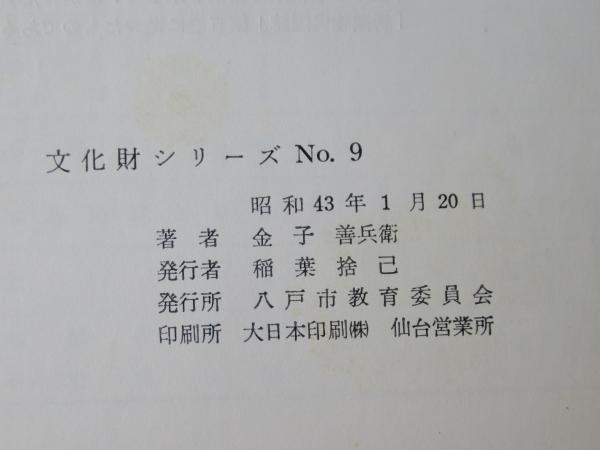 文化財シリーズ No. 9
昭和 43 年 1 月 20 日
著者 金子 善兵衛
発行者 稲葉捨己
発行所 八戸市教育委員会
印刷所 大日本印刷㈱ 仙台営業所